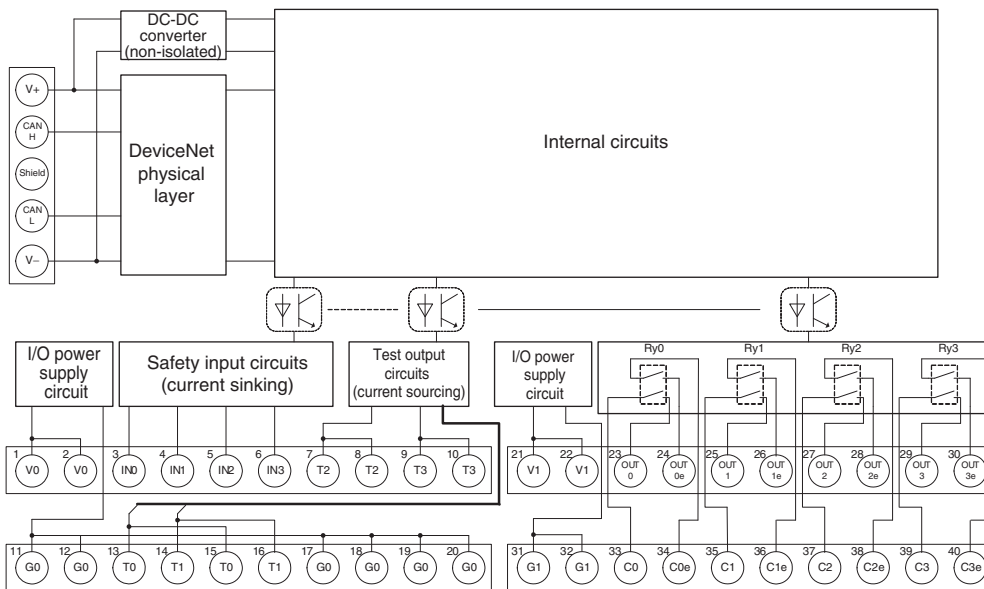 DC-DC
converter
(non-isolated)
V+
CAN
H
Shield
CAN
L
V–
DeviceNet
physical
layer
Internal circuits
I/O power
supply
circuit
Safety input circuits
(current sinking)
Test output
circuits
(current sourcing)
I/O power
supply
circuit
Ry0 Ry1 Ry2 Ry3
1 2 3 4 5 6 7 8 9 10
V0 V0 IN0 IN1 IN2 IN3 T2 T2 T3 T3
21 22 23 24 25 26 27 28 29 30
V1 V1 OUT OUT OUT OUT OUT OUT OUT OUT
0 0e 1 1e 2 2e 3 3e
11 12 13 14 15 16 17 18 19 20
G0 G0 T0 T1 T0 T1 G0 G0 G0 G0
31 32 33 34 35 36 37 38 39 40
G1 G1 C0 C0e C1 C1e C2 C2e C3 C3e